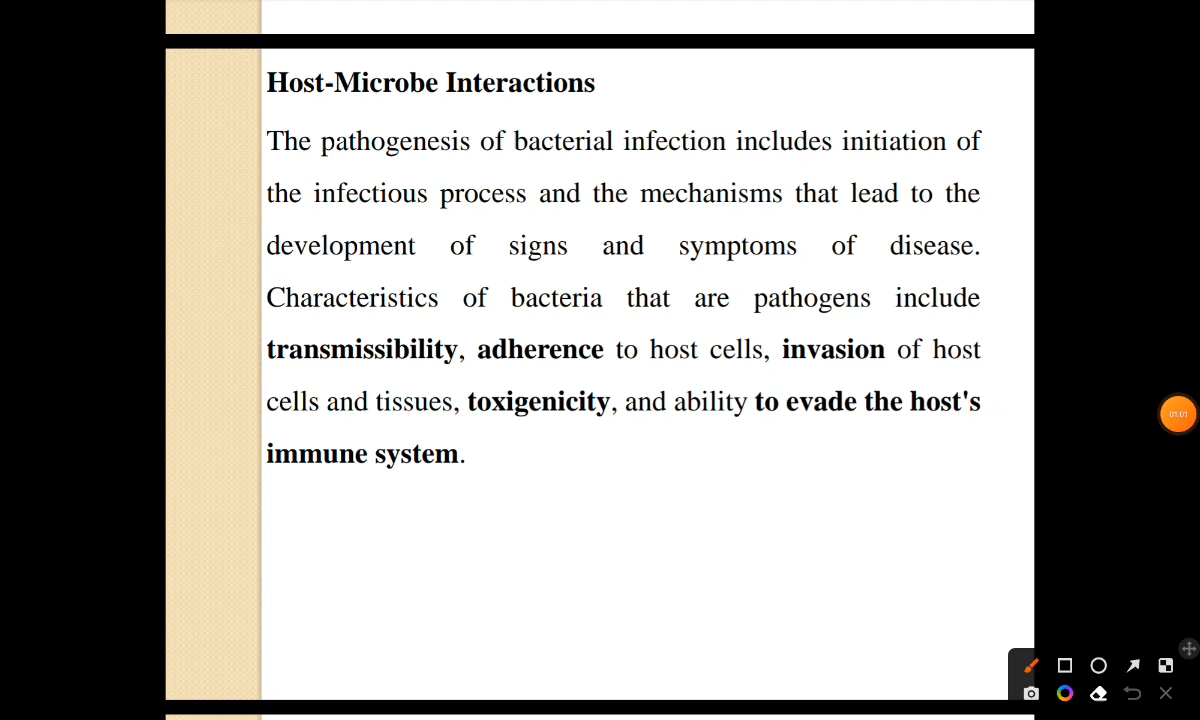 Host-Microbe Interactions
The pathogenesis of bacterial infection includes initiation of
the infectious process and the mechanisms that lead to the
development of signs and symptoms of disease.
Characteristics of bacteria that are pathogens include
transmissibility, adherence to host cells, invasion of host
cells and tissues, toxigenicity, and ability to evade the host's
immune system.
01:01